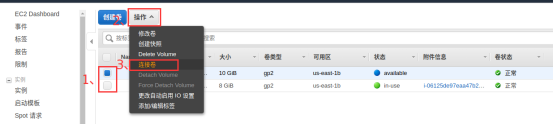 EC2 Dashboard
事件
标签
报告
限制
实例
实例
启动模板
Spot 请求
创建卷 操作
修改卷
创建快照
Delete Volume
3、 连接卷
Detach Volume
Force Detach Volume
更改自动启用 IO 设置
添加/编辑标签
1、
搜索
大小 卷类型 可用区 状态 附件信息 卷状态
10 GiB gp2 us-east-1b available 正常
8 GiB gp2 us-east-1b in-use i-06125de97eaa47b2... 正常